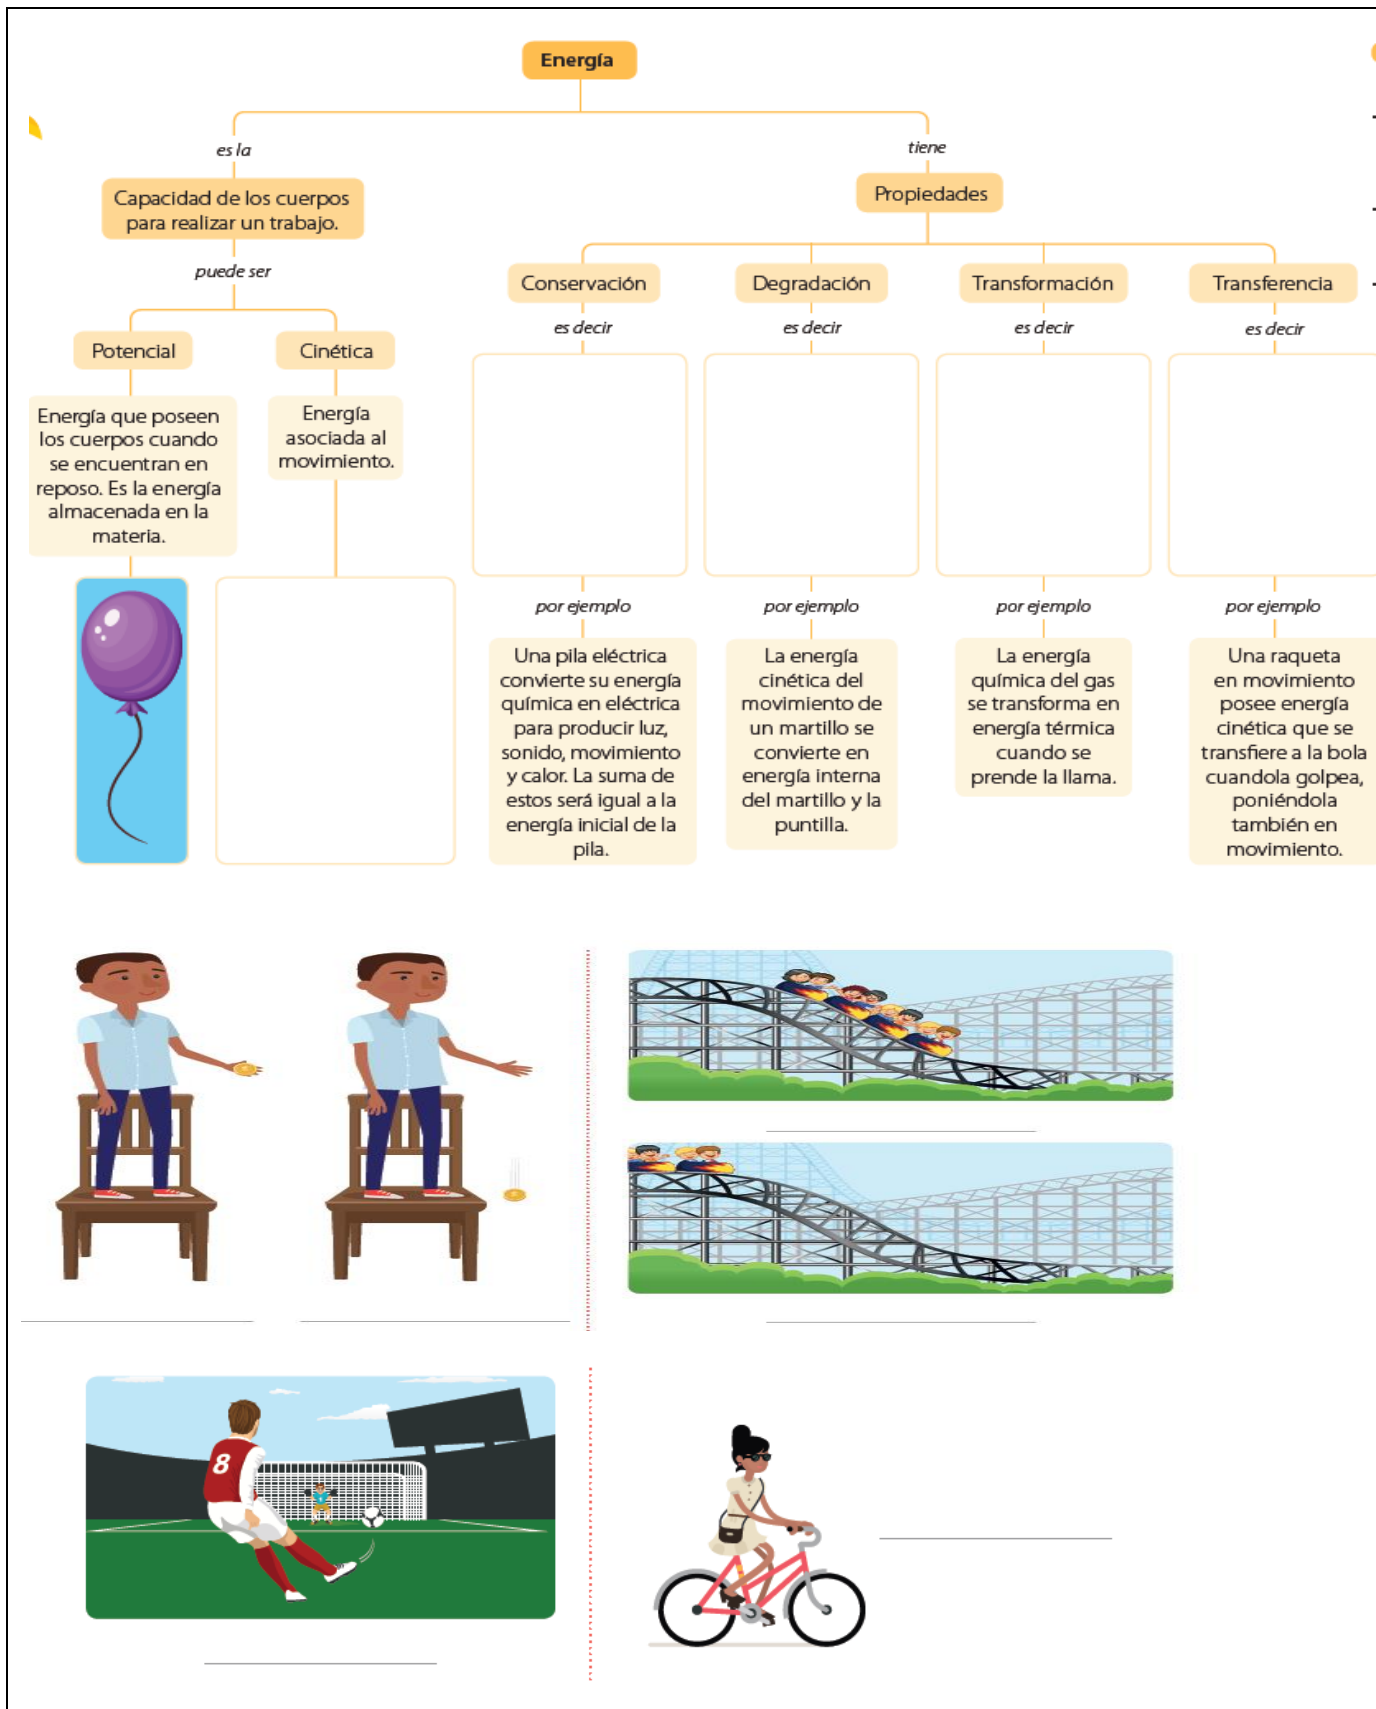 Energía
es la
tiene
Capacidad de los cuerpos
para realizar un trabajo.
Propiedades
puede ser
Conservación
Degradación
Transformación
Transferencia
es decir
es decir
es decir
es decir
Potencial
Cinética
Energía que poseen
los cuerpos cuando
se encuentran en
reposo. Es la energía
almacenada en la
materia.
Energía
asociada al
movimiento.
por ejemplo
por ejemplo
por ejemplo
por ejemplo
Una pila eléctrica
convierte su energía
química en eléctrica
para producir luz,
sonido, movimiento
y calor. La suma de
estos será igual a la
energía inicial de la
pila.
La energía
cinética del
movimiento de
un martillo se
convierte en
energía interna
del martillo y la
puntilla.
La energía
química del gas
se transforma en
energía térmica
cuando se
prende la llama.
Una raqueta
en movimiento
posee energía
cinética que se
transfiere a la bola
cuandola golpea,
poniéndola
también en
movimiento.
8